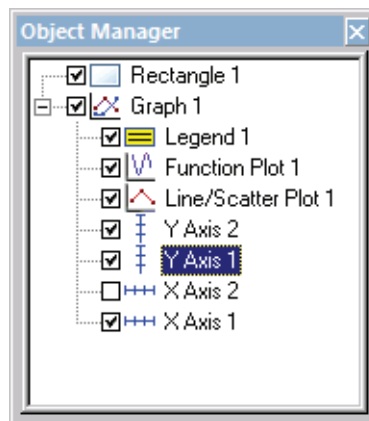 Object Manager
Rectangle 1
Graph 1
Legend 1
Function Plot 1
Line/Scatter Plot 1
Y Axis 2
Y Axis 1
X Axis 2
X Axis 1